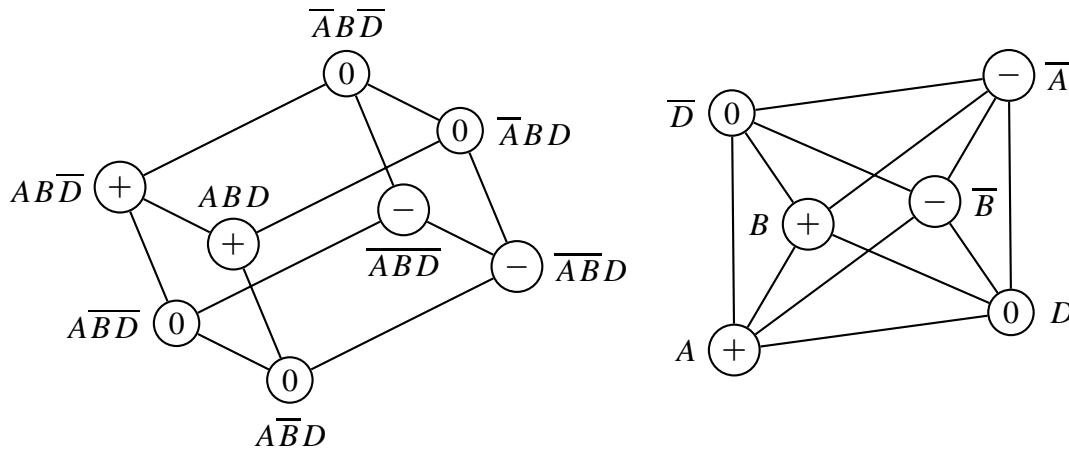 A̅BD̅
0
0
A̅BD
ABD̅
+
ABD
+
−
A̅B̅D̅
−
A̅B̅D
AB̅D̅
0
0
AB̅D
−
A̅
D̅
0
B
+
−
B̅
A
+
0
D